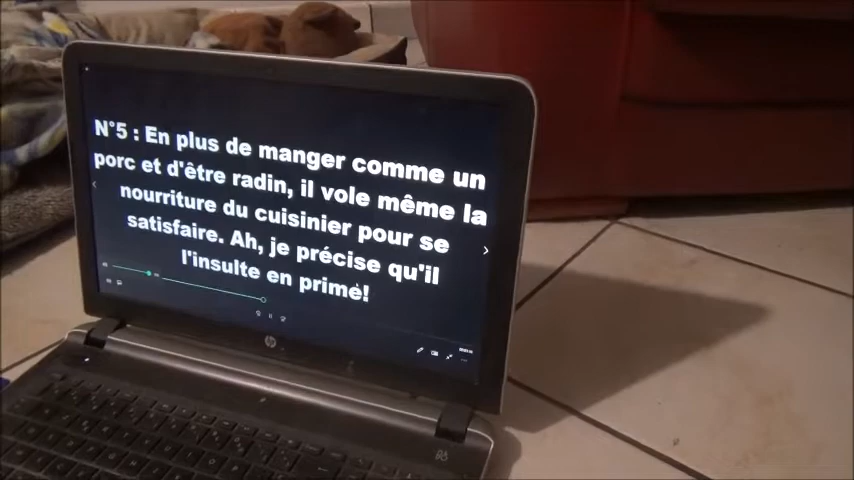 N°5 : En plus de manger comme un
porc et d'être radin, il vole même la
nourriture du cuisinier pour se
satisfaire. Ah, je précise qu'il
l'insulte en prime!
hp